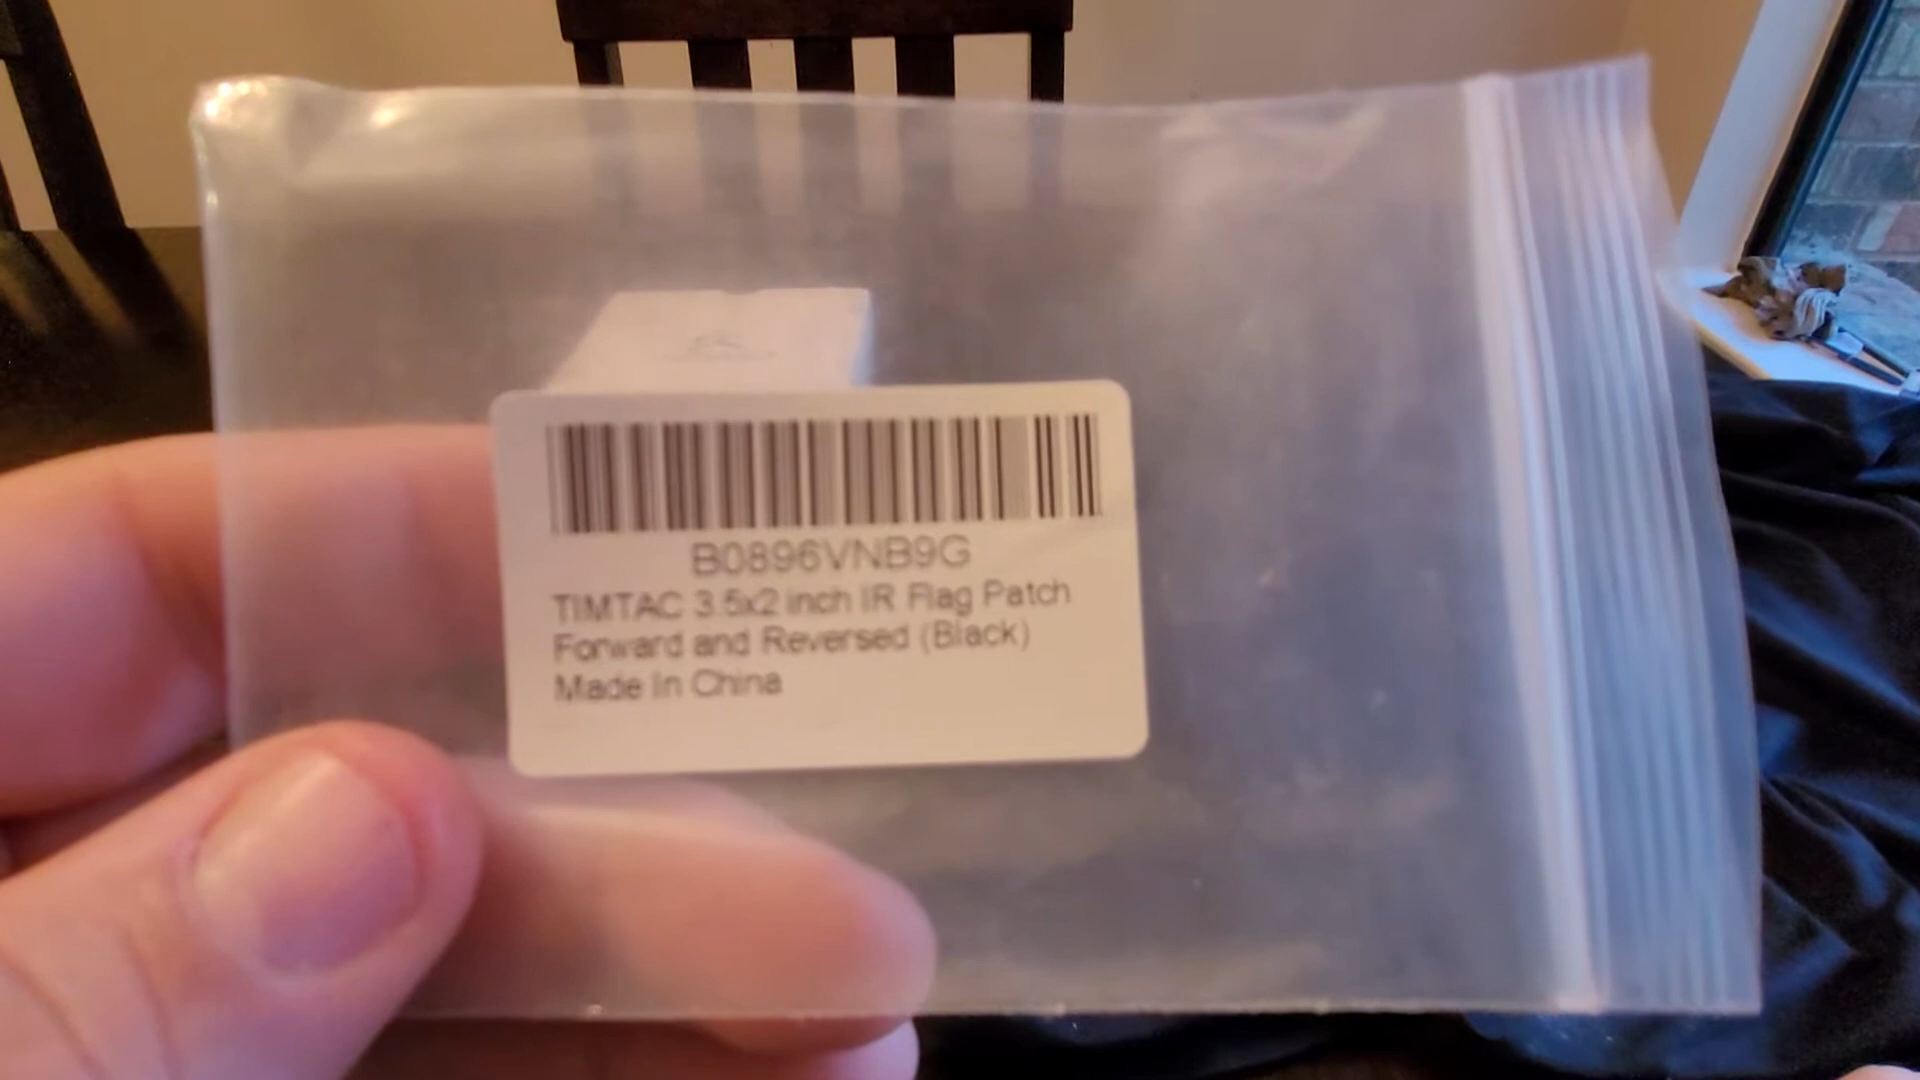 B0896VNB9G
TIMTAC 3.5x2 inch IR Flag Patch
Forward and Reversed (Black)
Made In China